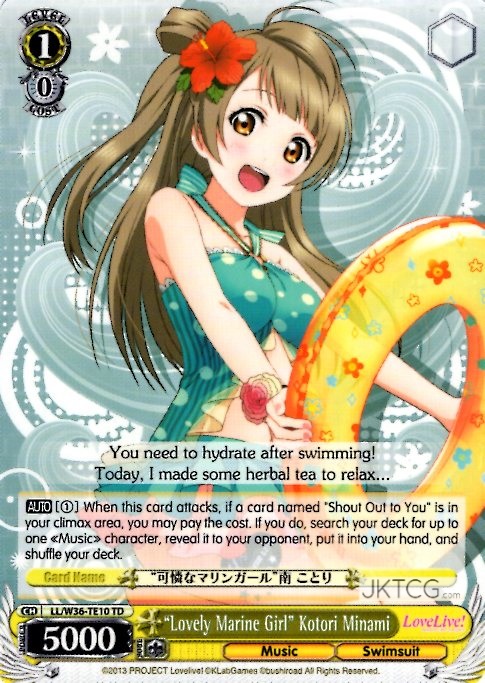 LEVEL
1
0
COST
You need to hydrate after swimming!
Today, I made some herbal tea to relax...
AUTO [①] When this card attacks, if a card named "Shout Out to You" is in
your climax area, you may pay the cost. If you do, search your deck for up to
one «Music» character, reveal it to your opponent, put it into your hand, and
shuffle your deck.
Card Name "可憐なマリンガール"南 ことり
JKTCG.com
CH LL/W36-TE10 TD
POWER 5000 SOUL
"Lovely Marine Girl" Kotori Minami
LoveLive!
Music Swimsuit
©2013 PROJECT Lovelive! ©KLabGames ©bushiroad All Rights Reserved.